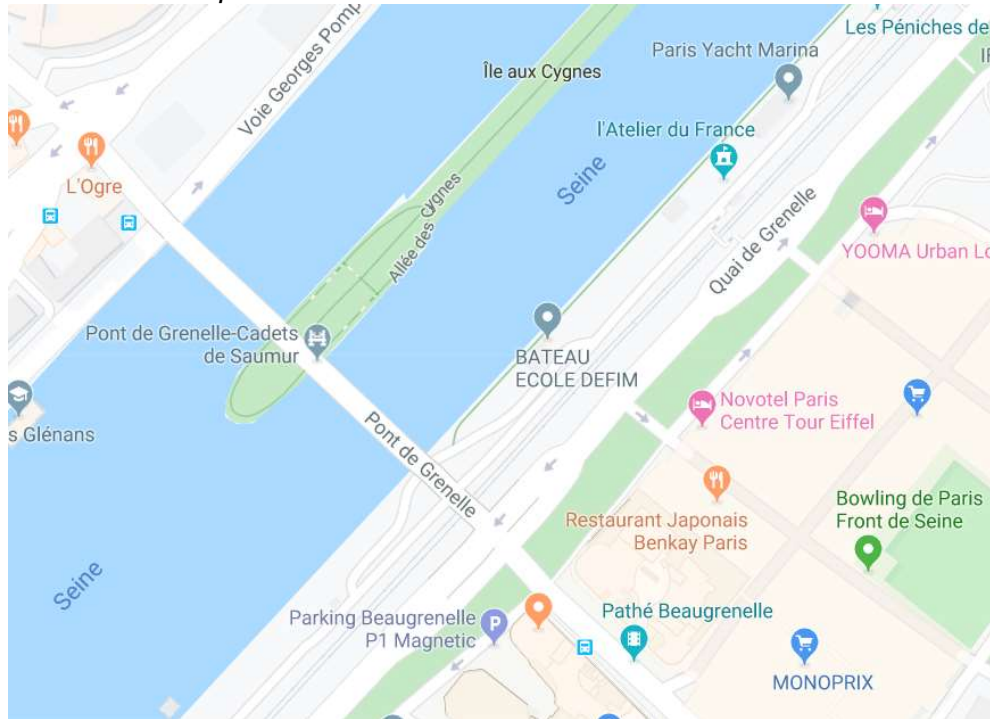 Les Péniches de
Paris Yacht Marina
Île aux Cygnes
Voie Georges Pomp
l'Atelier du France
L'Ogre
Seine
Allée des Cygnes
Quai de Grenelle
YOOMA Urban Lo
Pont de Grenelle-Cadets
de Saumur
BATEAU
ECOLE DEFIM
Novotel Paris
Centre Tour Eiffel
s Glénans
Pont de Grenelle
Bowling de Paris
Front de Seine
Restaurant Japonais
Benkay Paris
Seine
Parking Beaugrenelle
P1 Magnetic
P
Pathé Beaugrenelle
MONOPRIX